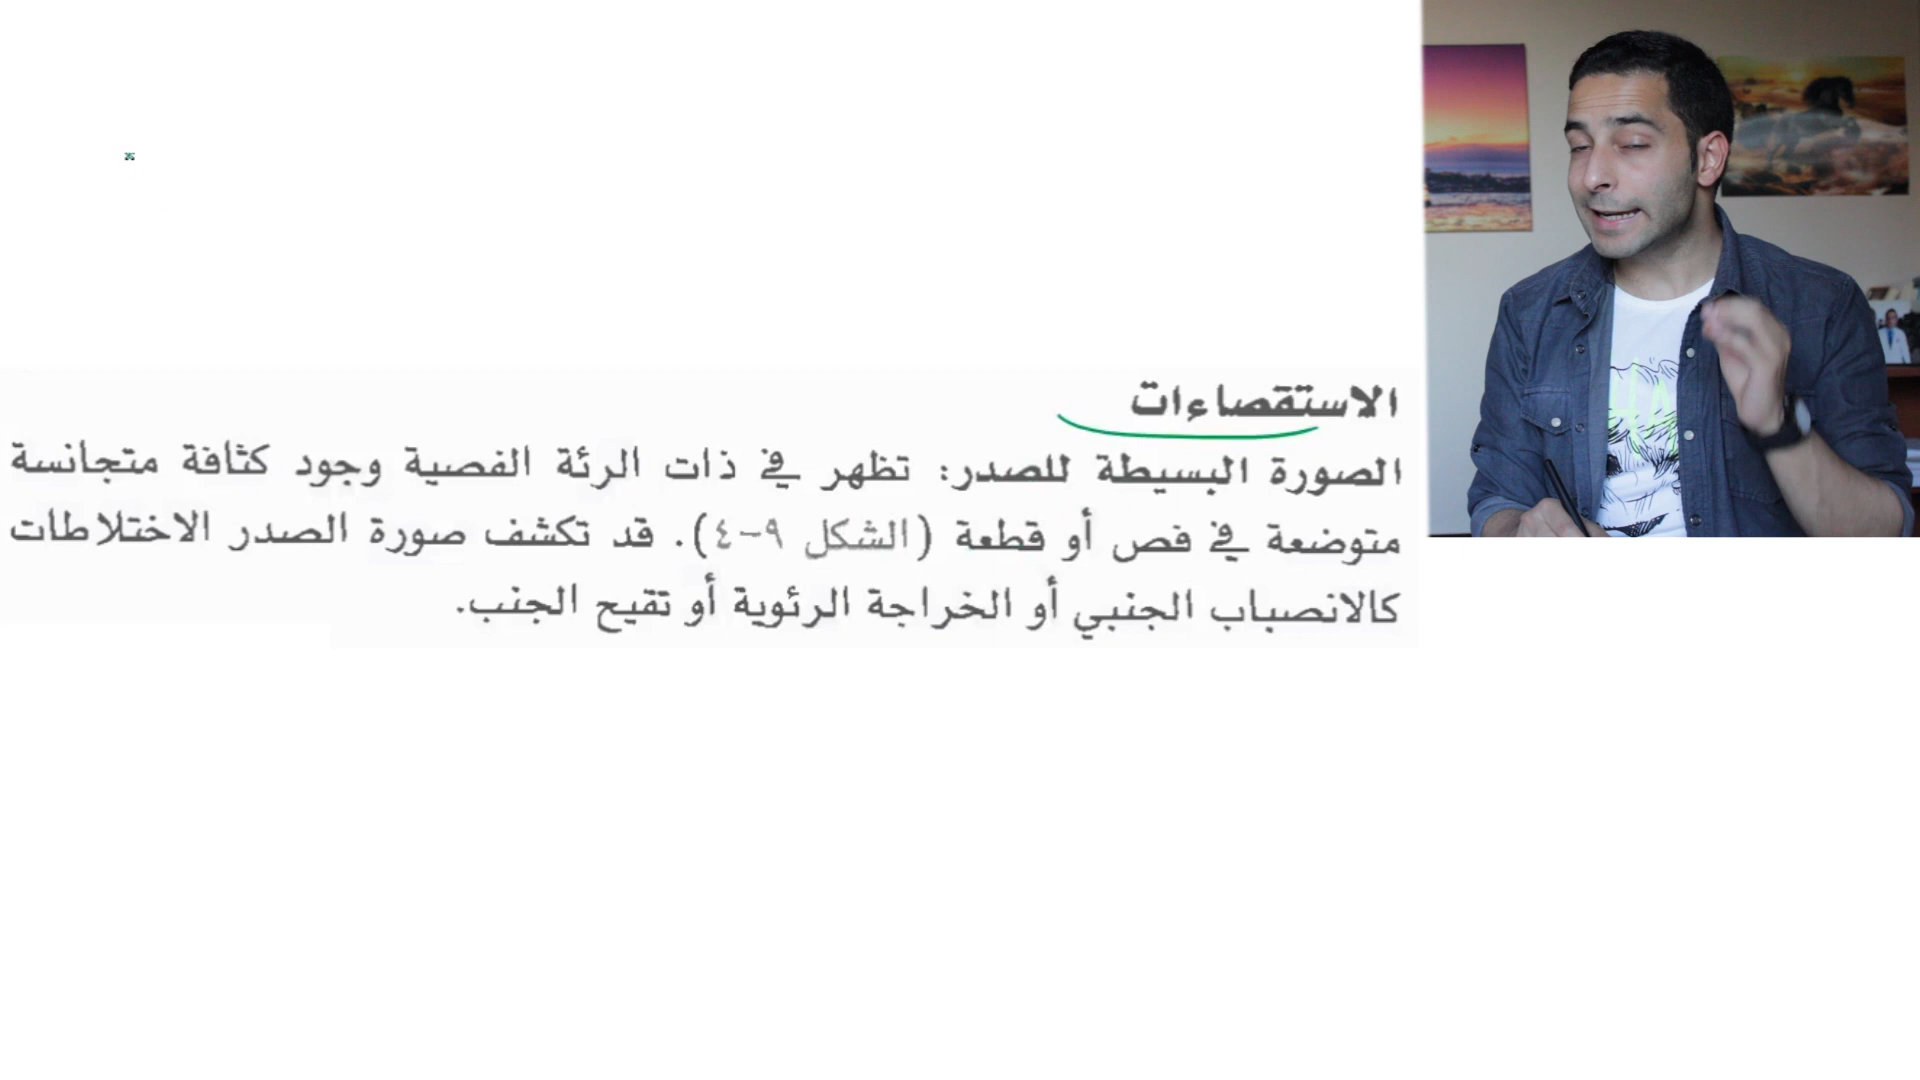 الاستقصاءات
الصورة البسيطة للصدر: تظهر في ذات الرئة الفصية وجود كثافة متجانسة
متوضعة في فص أو قطعة (الشكل ٩-٤). قد تكشف صورة الصدر الاختلاطات
كالانصباب الجنبي أو الخراجة الرئوية أو تقيح الجنب.